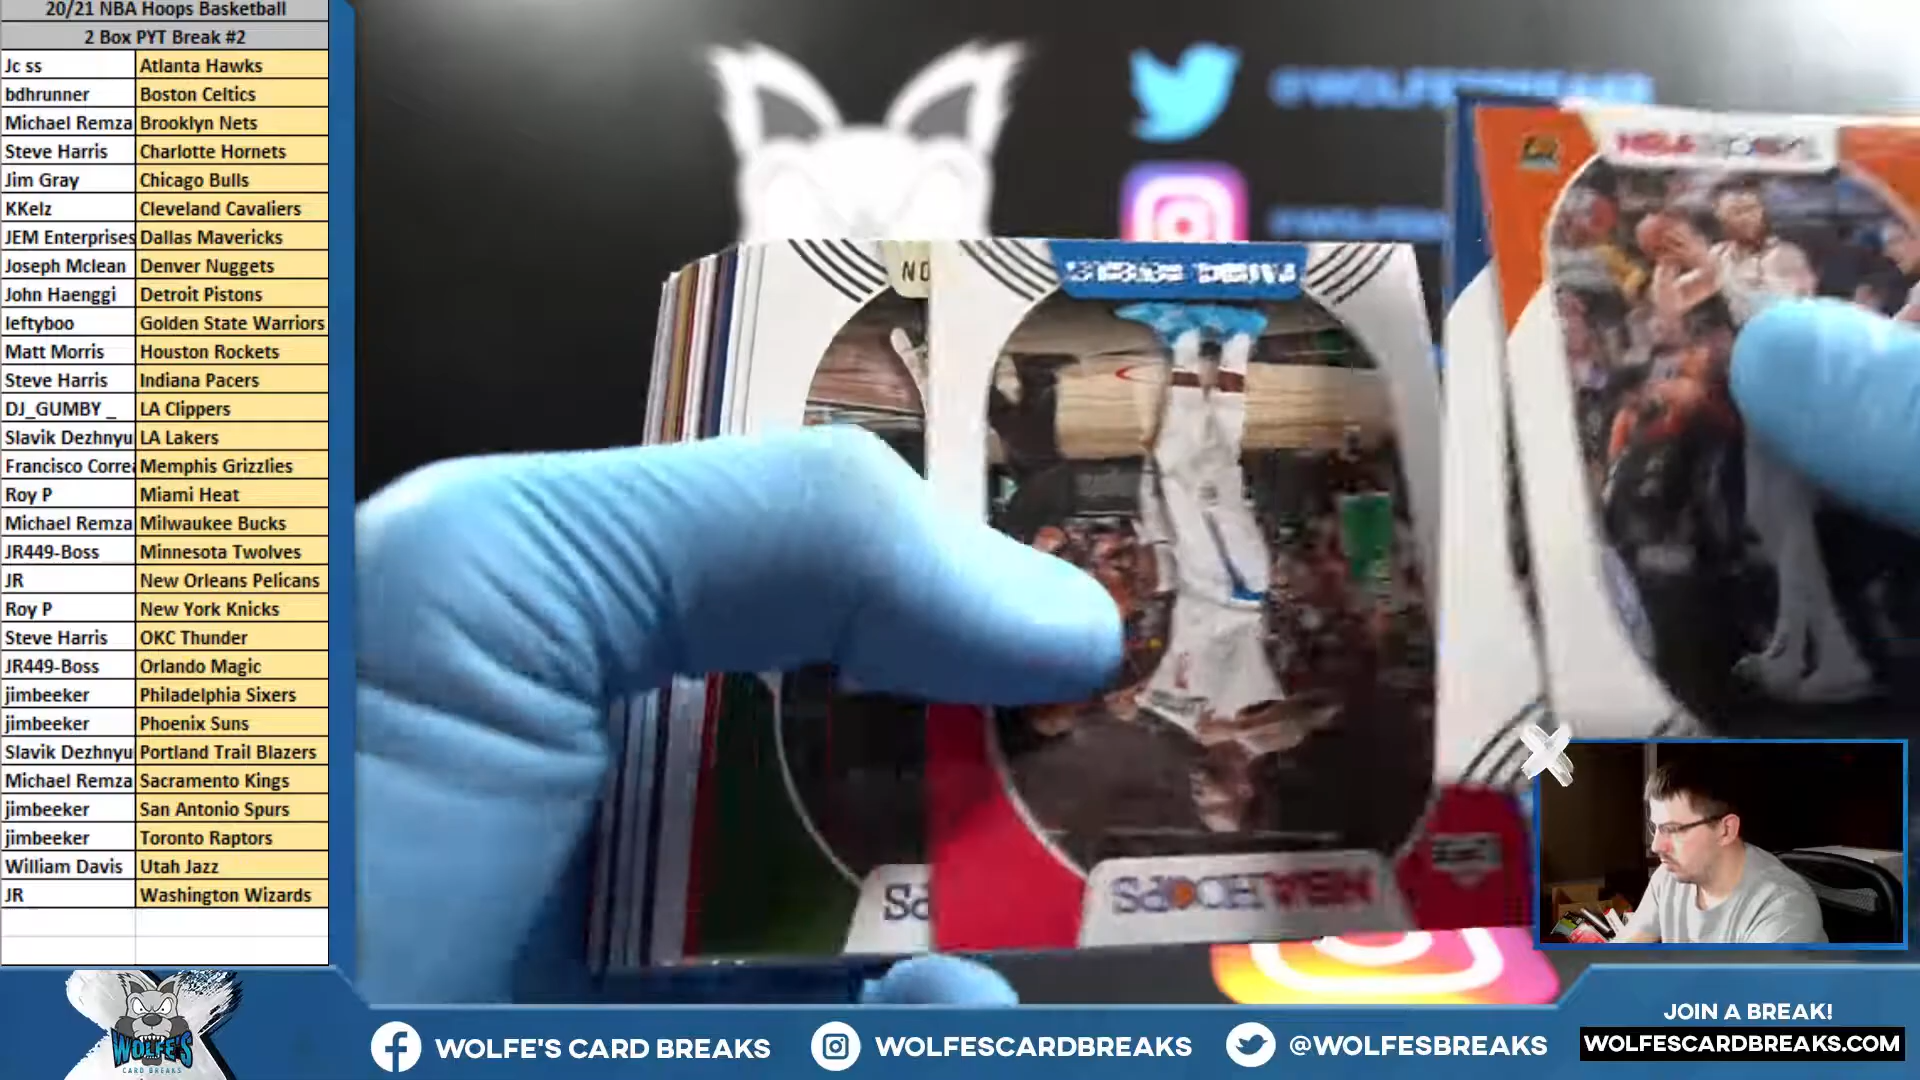 20/21 NBA Hoops Basketball
2 Box PYT Break #2
Jc ss Atlanta Hawks
bdhrunner Boston Celtics
Michael Remza Brooklyn Nets
Steve Harris Charlotte Hornets
Jim Gray Chicago Bulls
KKelz Cleveland Cavaliers
JEM Enterprises Dallas Mavericks
Joseph Mclean Denver Nuggets
John Haenggi Detroit Pistons
leftyboo Golden State Warriors
Matt Morris Houston Rockets
Steve Harris Indiana Pacers
DJ_GUMBY_ LA Clippers
Slavik Dezhnyu LA Lakers
Francisco Correa Memphis Grizzlies
Roy P Miami Heat
Michael Remza Milwaukee Bucks
JR449-Boss Minnesota Twolves
JR New Orleans Pelicans
Roy P New York Knicks
Steve Harris OKC Thunder
JR449-Boss Orlando Magic
jimbeeker Philadelphia Sixers
jimbeeker Phoenix Suns
Slavik Dezhnyu Portland Trail Blazers
Michael Remza Sacramento Kings
jimbeeker San Antonio Spurs
jimbeeker Toronto Raptors
William Davis Utah Jazz
JR Washington Wizards
@WOLFESBREAKS
NBA HOOPS
NBA HOOPS
WOLFE'S
CARD BREAKS
WOLFE'S CARD BREAKS
WOLFESCARDBREAKS
@WOLFESBREAKS
JOIN A BREAK!
WOLFESCARDBREAKS.COM